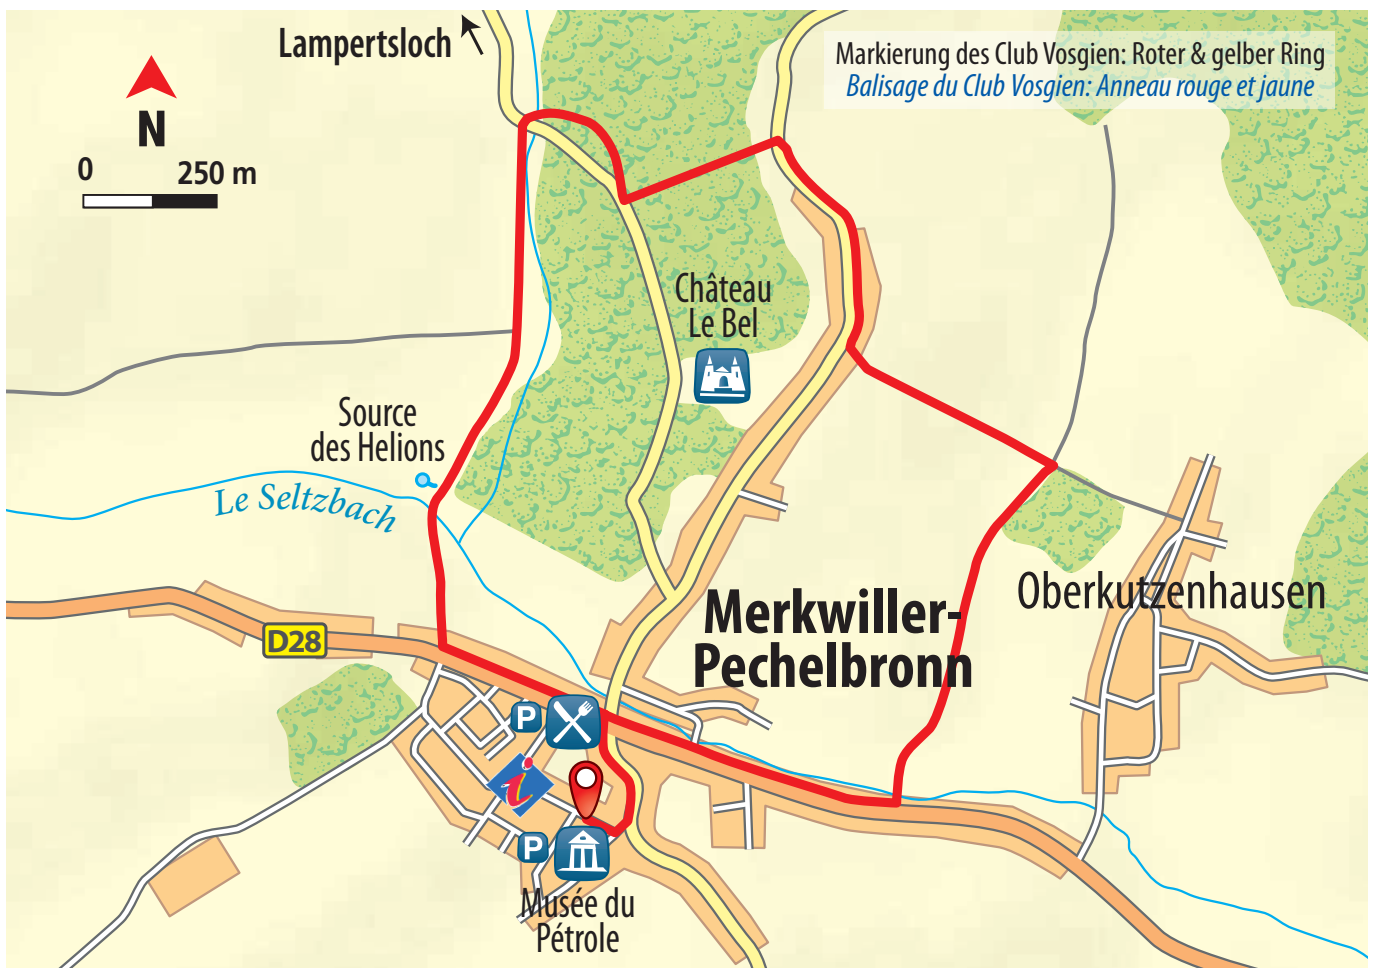 Lampertsloch
Markierung des Club Vosgien: Roter & gelber Ring
Balisage du Club Vosgien: Anneau rouge et jaune
N
0 250 m
Château
Le Bel
Source
des Helions
Le Seltzbach
Oberkutzenhausen
Merkwiller-
Pechelbronn
D28
P
i
P
Musée du
Pétrole